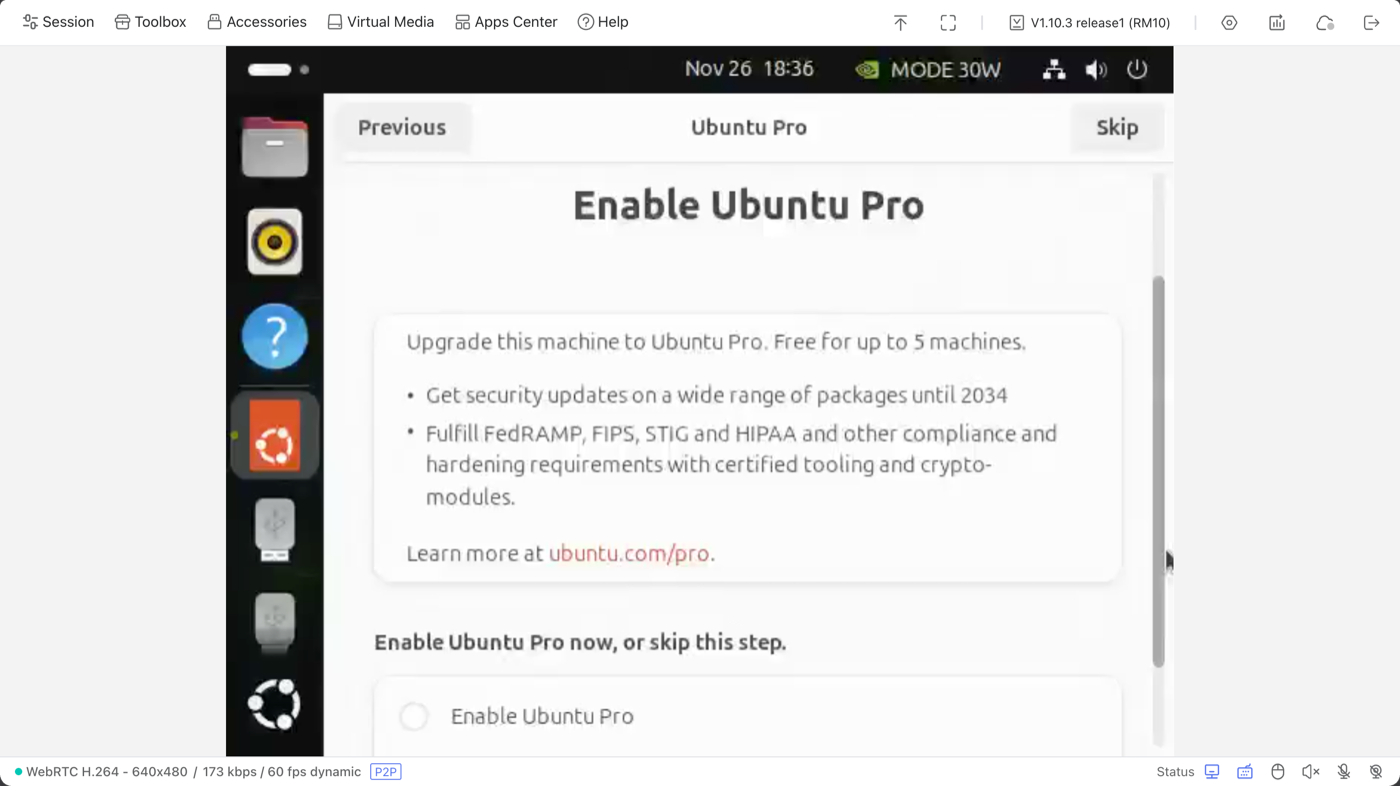 Session Toolbox Accessories Virtual Media Apps Center Help V1.10.3 release1 (RM10)
Nov 26 18:36 MODE 30W
Previous Ubuntu Pro Skip
Enable Ubuntu Pro
Upgrade this machine to Ubuntu Pro. Free for up to 5 machines.
• Get security updates on a wide range of packages until 2034
• Fulfill FedRAMP, FIPS, STIG and HIPAA and other compliance and
hardening requirements with certified tooling and crypto-
modules.
Learn more at ubuntu.com/pro.
Enable Ubuntu Pro now, or skip this step.
Enable Ubuntu Pro
WebRTC H.264 - 640x480 / 173 kbps / 60 fps dynamic P2P Status